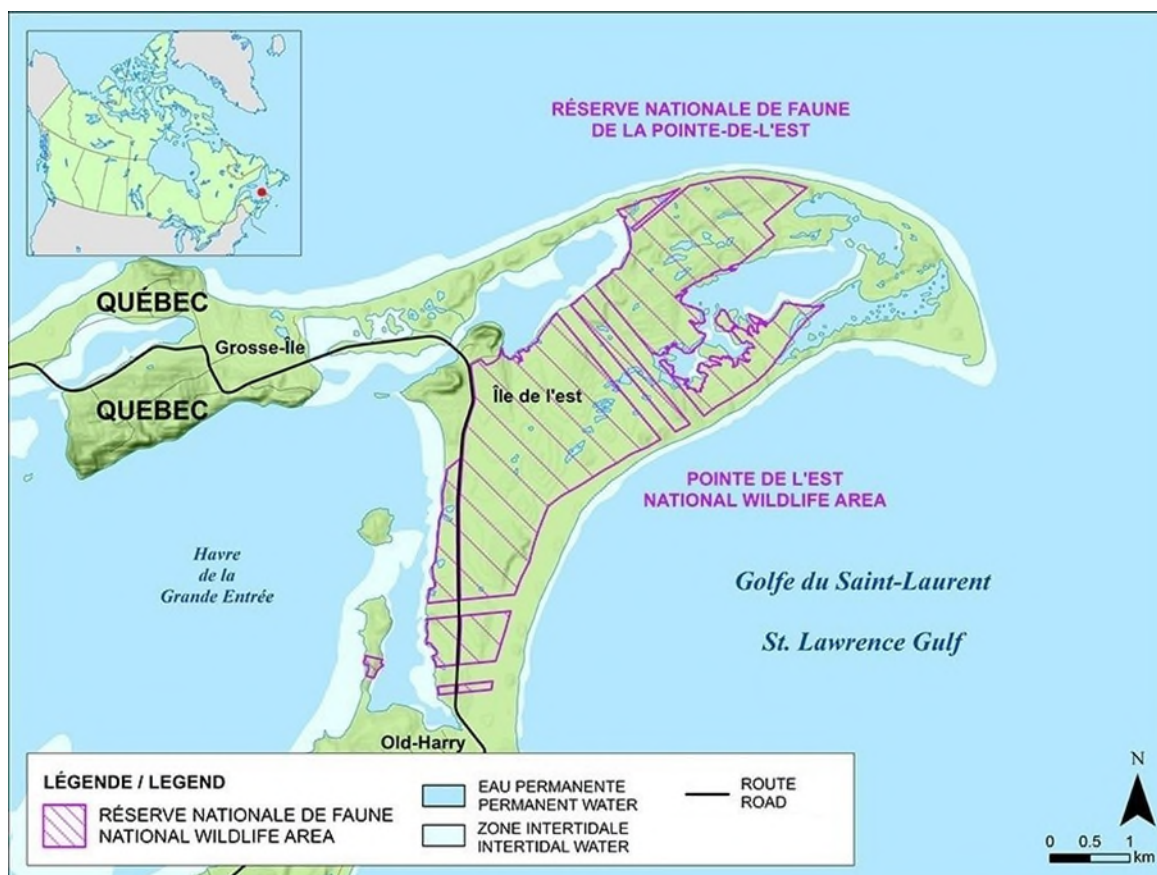 RÉSERVE NATIONALE DE FAUNE
DE LA POINTE-DE-L'EST
QUÉBEC
Grosse-Île
QUEBEC
Île de l'est
POINTE DE L'EST
NATIONAL WILDLIFE AREA
Havre
de la
Grande Entrée
Golfe du Saint-Laurent
St. Lawrence Gulf
Old-Harry
LÉGENDE / LEGEND
RÉSERVE NATIONALE DE FAUNE
NATIONAL WILDLIFE AREA
EAU PERMANENTE
PERMANENT WATER
ZONE INTERTIDALE
INTERTIDAL WATER
ROUTE
ROAD
N
0 0.5 1
km